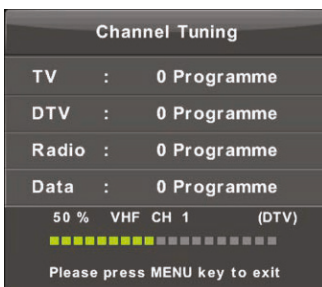 Channel Tuning
TV : 0 Programme
DTV : 0 Programme
Radio : 0 Programme
Data : 0 Programme
50 % VHF CH 1 (DTV)
Please press MENU key to exit